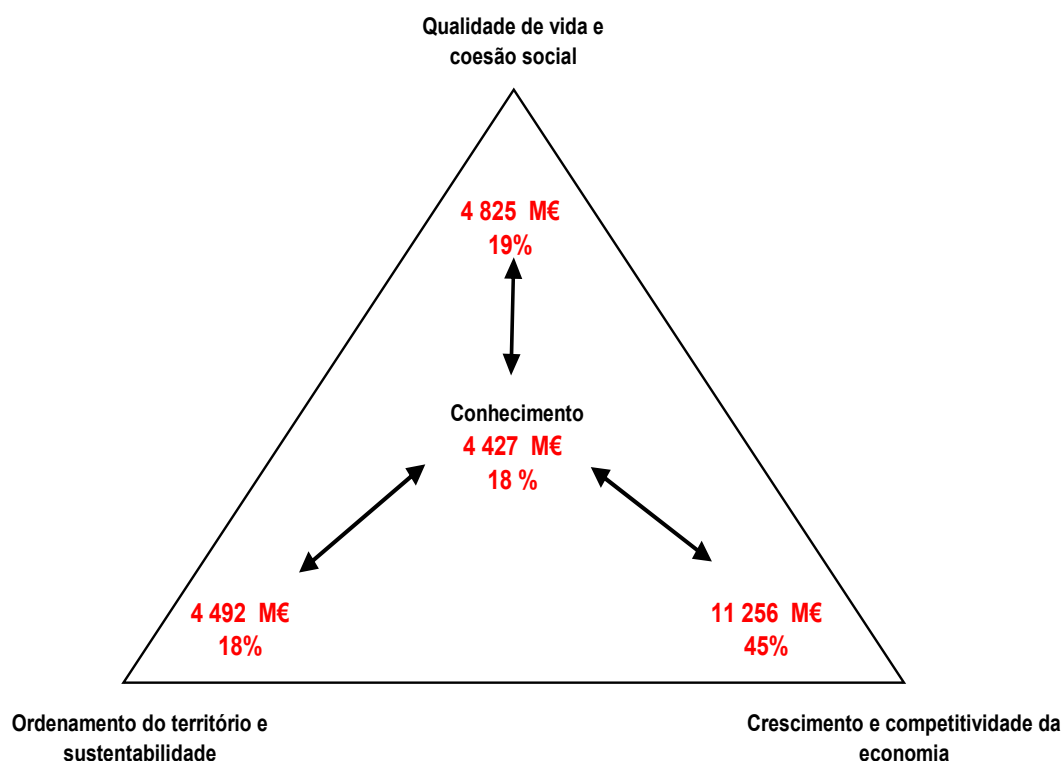 Qualidade de vida e
coesão social
4 825 M€
19%
Conhecimento
4 427 M€
18 %
4 492 M€
18%
11 256 M€
45%
Ordenamento do território e
sustentabilidade
Crescimento e competitividade da
economia